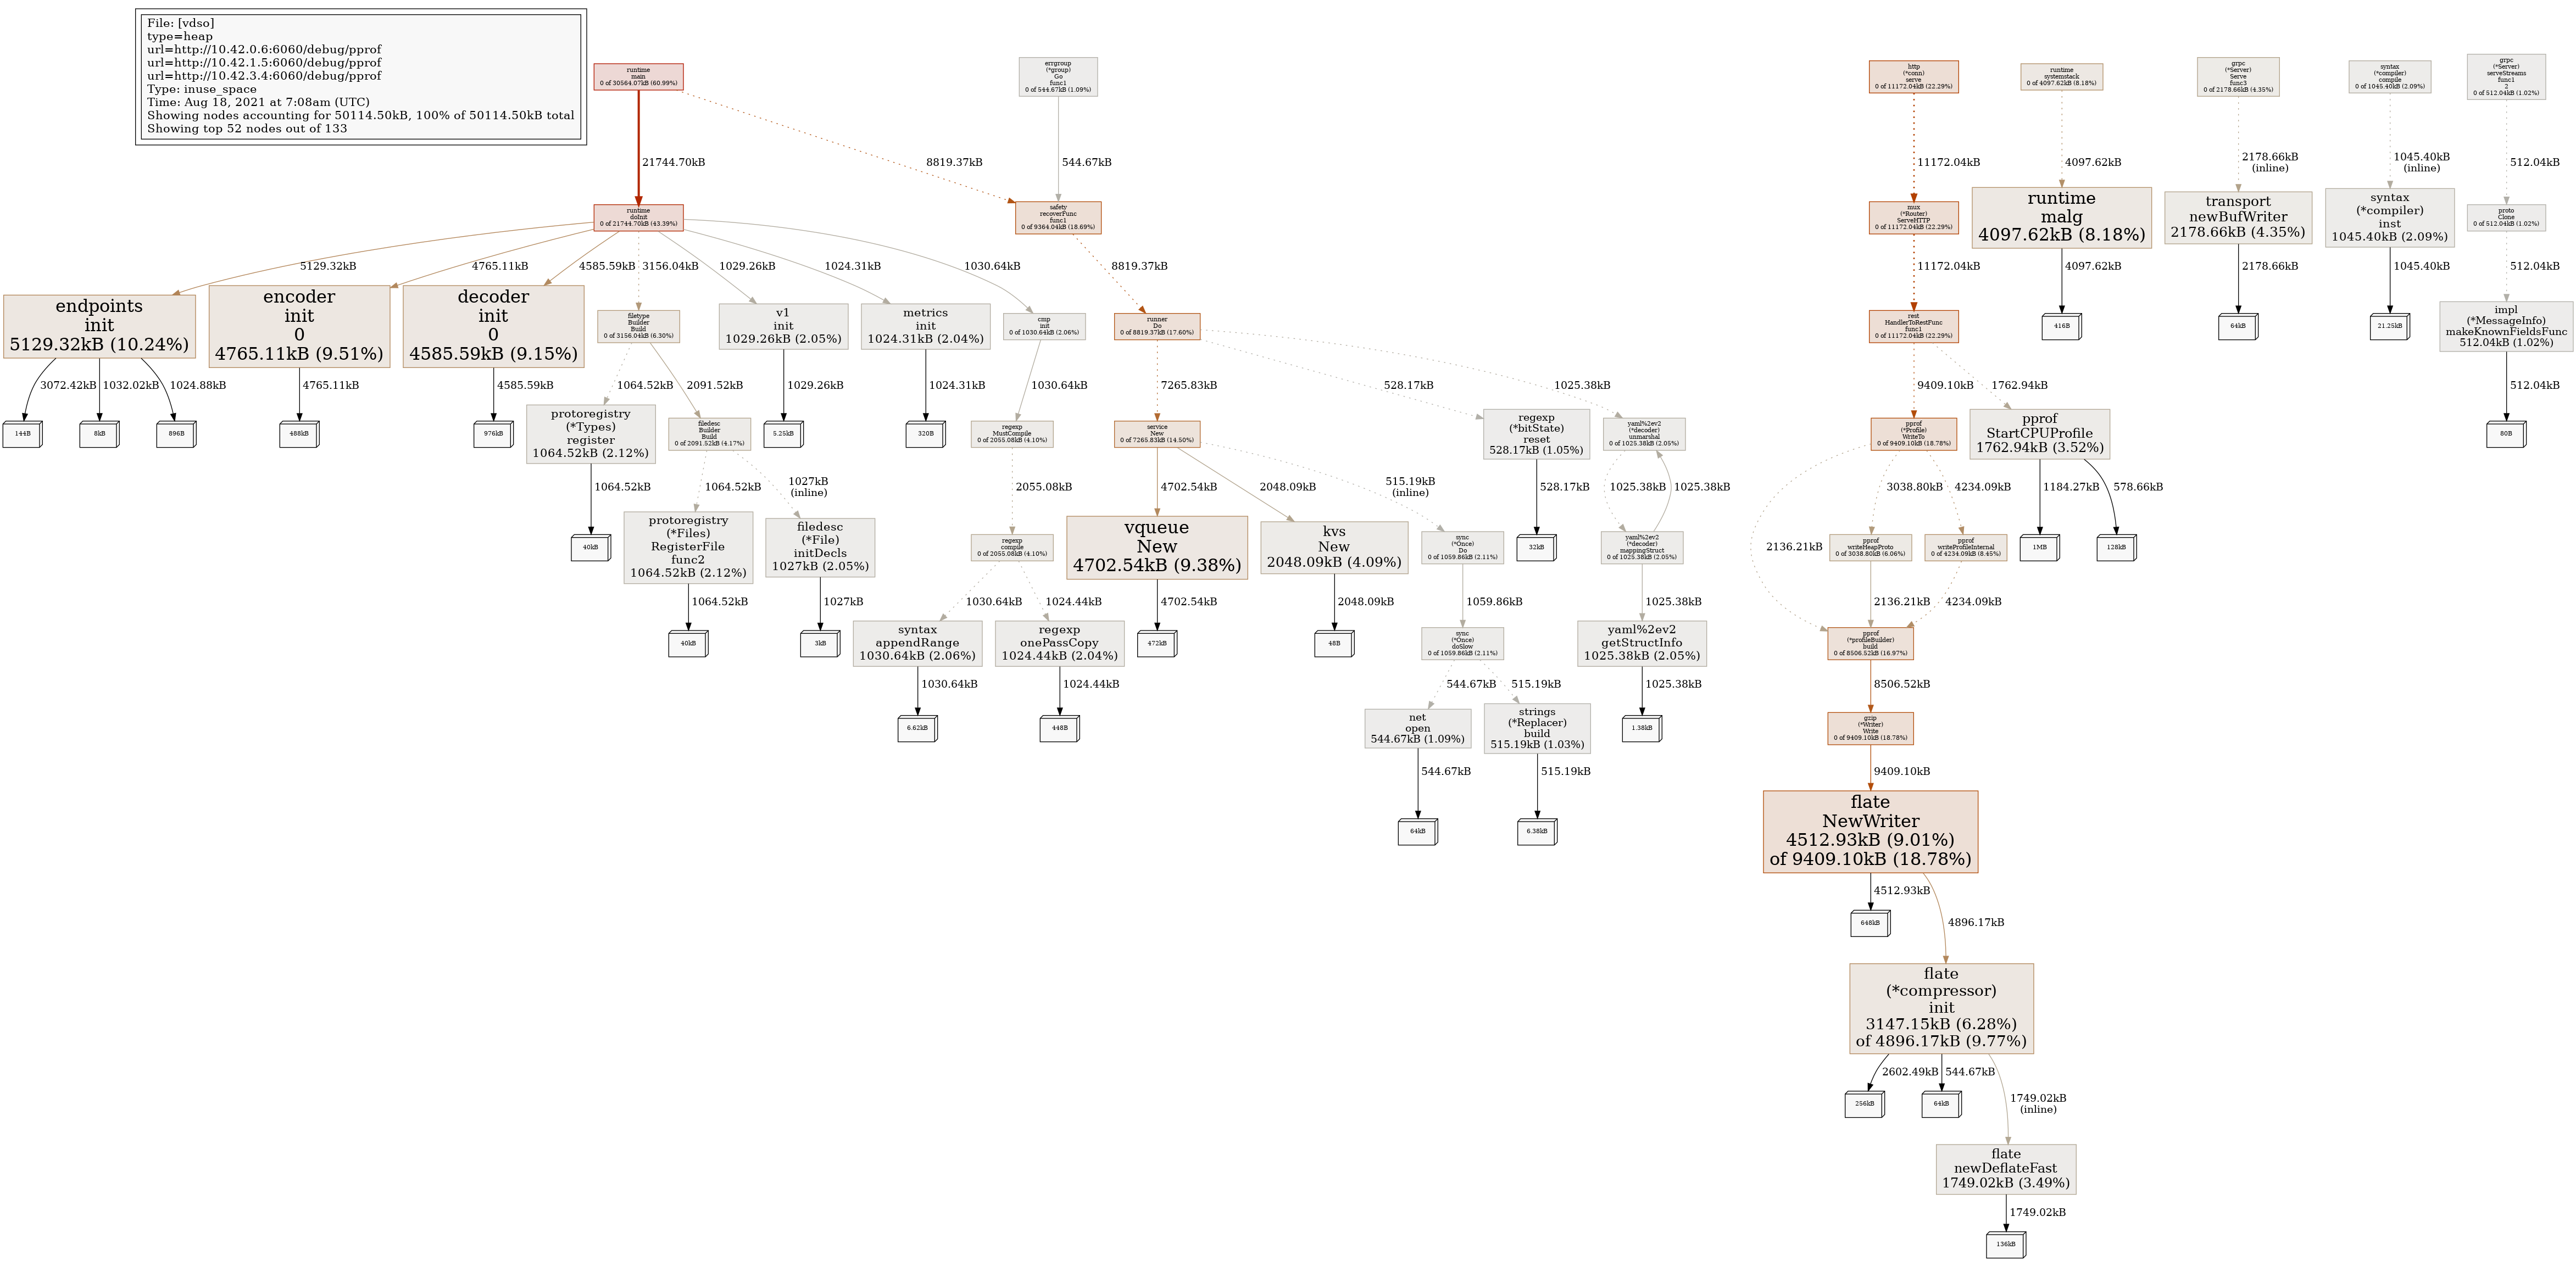 File: [vdso]
type=heap
url=http://10.42.0.6:6060/debug/pprof
url=http://10.42.1.5:6060/debug/pprof
url=http://10.42.3.4:6060/debug/pprof
Type: inuse_space
Time: Aug 18, 2021 at 7:08am (UTC)
Showing nodes accounting for 50114.50kB, 100% of 50114.50kB total
Showing top 52 nodes out of 133
runtime
main
0 of 30564.07kB (60.99%)
errgroup
(*group)
Go
func1
0 of 544.67kB (1.09%)
http
(*conn)
serve
0 of 11172.04kB (22.29%)
runtime
systemstack
0 of 4097.62kB (8.18%)
grpc
(*Server)
Serve
func3
0 of 2178.66kB (4.35%)
syntax
(*compiler)
compile
0 of 1045.40kB (2.09%)
grpc
(*Server)
serveStreams
func1
2
0 of 512.04kB (1.02%)
21744.70kB
8819.37kB
544.67kB
11172.04kB
4097.62kB
2178.66kB
(inline)
1045.40kB
(inline)
512.04kB
runtime
doInit
0 of 21744.70kB (43.39%)
safety
recoverFunc
func1
0 of 9364.04kB (18.69%)
mux
(*Router)
ServeHTTP
0 of 11172.04kB (22.29%)
runtime
malg
4097.62kB (8.18%)
transport
newBufWriter
2178.66kB (4.35%)
syntax
(*compiler)
inst
1045.40kB (2.09%)
proto
Clone
0 of 512.04kB (1.02%)
5129.32kB
4765.11kB
4585.59kB
3156.04kB
1029.26kB
1024.31kB
1030.64kB
8819.37kB
11172.04kB
4097.62kB
2178.66kB
1045.40kB
512.04kB
endpoints
init
5129.32kB (10.24%)
encoder
init
0
4765.11kB (9.51%)
decoder
init
0
4585.59kB (9.15%)
filetype
Builder
Build
0 of 3156.04kB (6.30%)
v1
init
1029.26kB (2.05%)
metrics
init
1024.31kB (2.04%)
cmp
init
0 of 1030.64kB (2.06%)
runner
Do
0 of 8819.37kB (17.60%)
rest
HandlerToRestFunc
func1
0 of 11172.04kB (22.29%)
416B
64kB
21.25kB
impl
(*MessageInfo)
makeKnownFieldsFunc
512.04kB (1.02%)
3072.42kB
1032.02kB
1024.88kB
4765.11kB
4585.59kB
1064.52kB
2091.52kB
1029.26kB
1024.31kB
1030.64kB
7265.83kB
528.17kB
1025.38kB
9409.10kB
1762.94kB
512.04kB
144B
8kB
896B
488kB
976kB
protoregistry
(*Types)
register
1064.52kB (2.12%)
filedesc
Builder
Build
0 of 2091.52kB (4.17%)
5.25kB
320B
regexp
MustCompile
0 of 2055.08kB (4.10%)
service
New
0 of 7265.83kB (14.50%)
regexp
(*bitState)
reset
528.17kB (1.05%)
yaml%2ev2
(*decoder)
unmarshal
0 of 1025.38kB (2.05%)
pprof
(*Profile)
WriteTo
0 of 9409.10kB (18.78%)
pprof
StartCPUProfile
1762.94kB (3.52%)
80B
1064.52kB
1064.52kB
1027kB
(inline)
2055.08kB
4702.54kB
2048.09kB
515.19kB
(inline)
528.17kB
1025.38kB
1025.38kB
2136.21kB
3038.80kB
4234.09kB
1184.27kB
578.66kB
40kB
protoregistry
(*Files)
RegisterFile
func2
1064.52kB (2.12%)
filedesc
(*File)
initDecls
1027kB (2.05%)
regexp
compile
0 of 2055.08kB (4.10%)
vqueue
New
4702.54kB (9.38%)
kvs
New
2048.09kB (4.09%)
sync
(*Once)
Do
0 of 1059.86kB (2.11%)
32kB
yaml%2ev2
(*decoder)
mappingStruct
0 of 1025.38kB (2.05%)
pprof
writeHeapProto
0 of 3038.80kB (6.06%)
pprof
writeProfileInternal
0 of 4234.09kB (8.45%)
1MB
128kB
1064.52kB
1027kB
1030.64kB
1024.44kB
4702.54kB
2048.09kB
1059.86kB
1025.38kB
2136.21kB
4234.09kB
40kB
3kB
syntax
appendRange
1030.64kB (2.06%)
regexp
onePassCopy
1024.44kB (2.04%)
472kB
48B
sync
(*Once)
doSlow
0 of 1059.86kB (2.11%)
yaml%2ev2
getStructInfo
1025.38kB (2.05%)
pprof
(*profileBuilder)
build
0 of 8506.52kB (16.97%)
1030.64kB
1024.44kB
544.67kB
515.19kB
1025.38kB
8506.52kB
6.62kB
448B
net
open
544.67kB (1.09%)
strings
(*Replacer)
build
515.19kB (1.03%)
1.38kB
gzip
(*Writer)
Write
0 of 9409.10kB (18.78%)
544.67kB
515.19kB
9409.10kB
64kB
6.38kB
flate
NewWriter
4512.93kB (9.01%)
of 9409.10kB (18.78%)
4512.93kB
4896.17kB
648kB
flate
(*compressor)
init
3147.15kB (6.28%)
of 4896.17kB (9.77%)
2602.49kB
544.67kB
1749.02kB
(inline)
256kB
64kB
flate
newDeflateFast
1749.02kB (3.49%)
1749.02kB
136kB